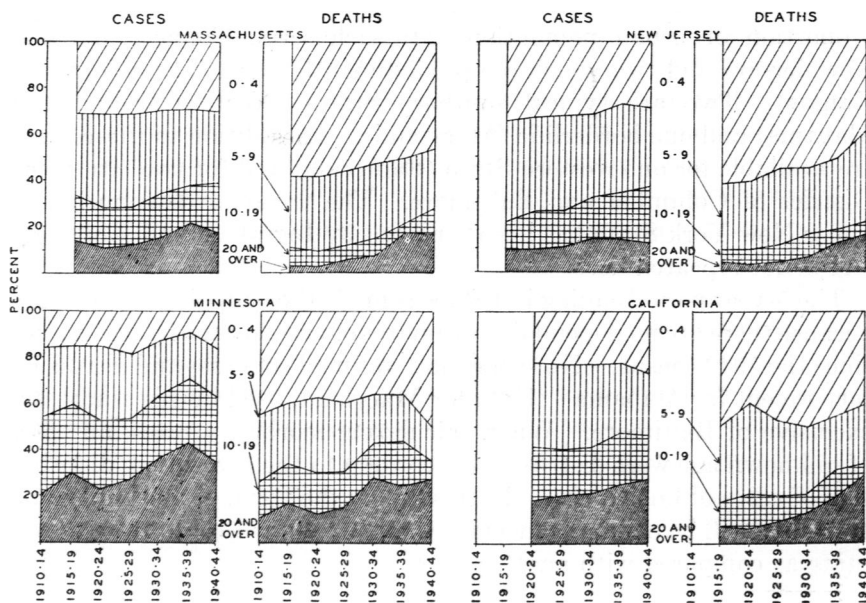 CASES DEATHS CASES DEATHS
MASSACHUSETTS NEW JERSEY
100
80
60
40
20
0-4
5-9
10-19
20 AND
OVER
0-4
5-9
10-19
20 AND
OVER
PERCENT
MINNESOTA CALIFORNIA
100
80
60
40
20
0-4
5-9
10-19
20 AND
OVER
0-4
5-9
10-19
20 AND
OVER
1910-14 1915-19 1920-24 1925-29 1930-34 1935-39 1940-44 1910-14 1915-19 1920-24 1925-29 1930-34 1935-39 1940-44 1910-14 1915-19 1920-24 1925-29 1930-34 1935-39 1940-44 1910-14 1915-19 1920-24 1925-29 1930-34 1935-39 1940-44